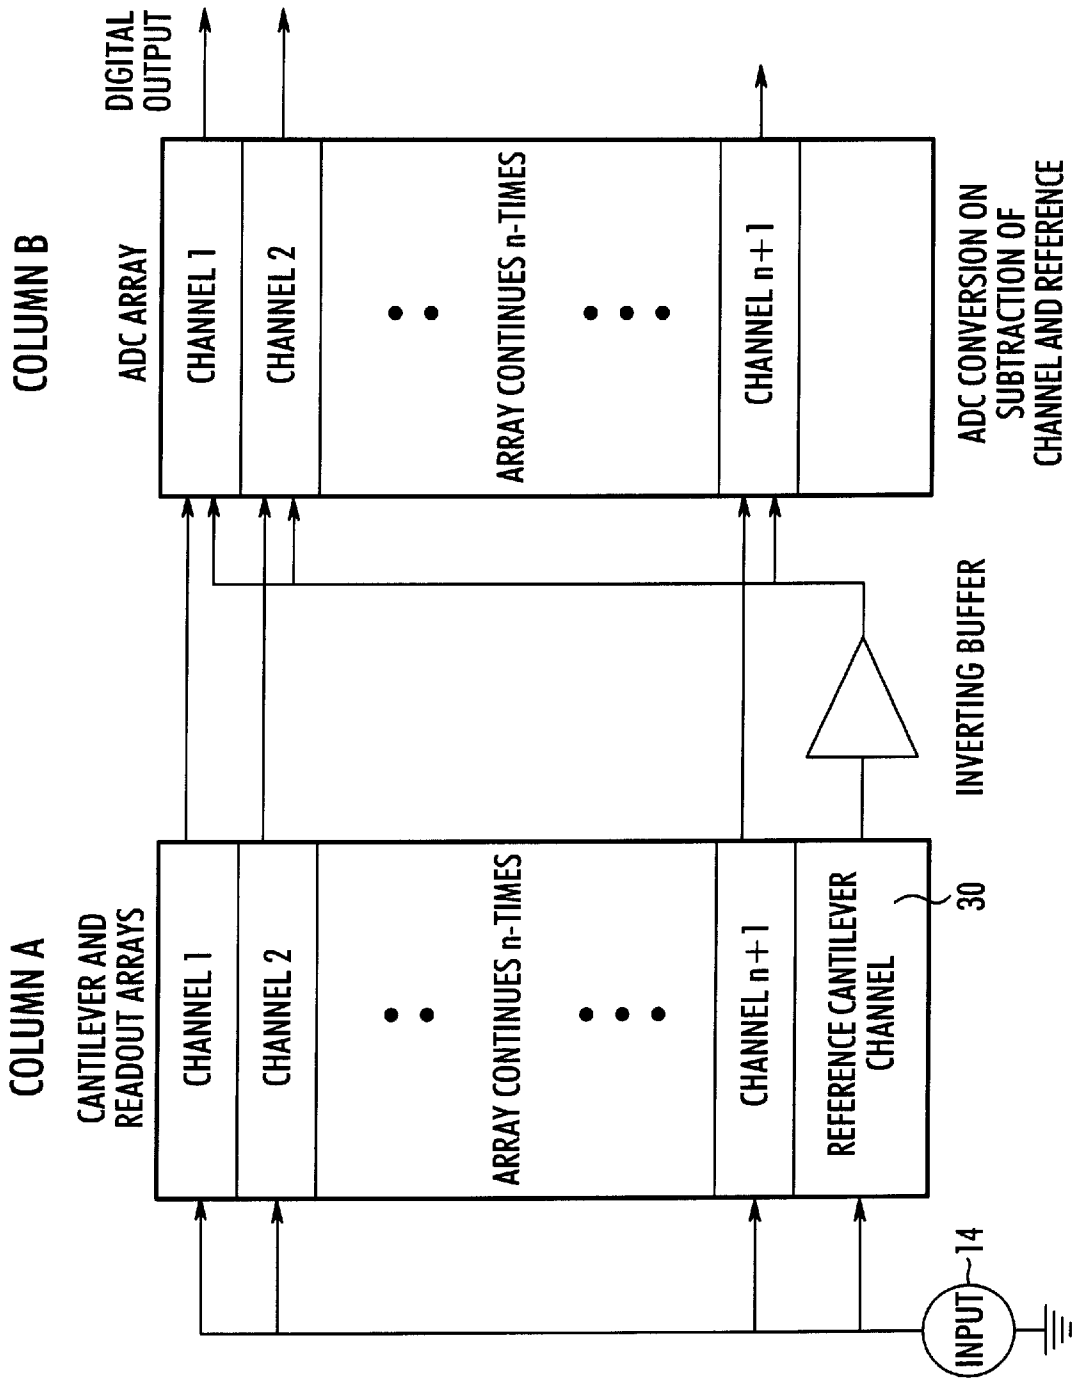 COLUMN A
CANTILEVER AND
READOUT ARRAYS
CHANNEL 1
CHANNEL 2
ARRAY CONTINUES n-TIMES
CHANNEL n+1
REFERENCE CANTILEVER
CHANNEL
30
INPUT
14
INVERTING BUFFER
COLUMN B
ADC ARRAY
DIGITAL
OUTPUT
CHANNEL 1
CHANNEL 2
ARRAY CONTINUES n-TIMES
CHANNEL n+1
ADC CONVERSION ON
SUBTRACTION OF
CHANNEL AND REFERENCE